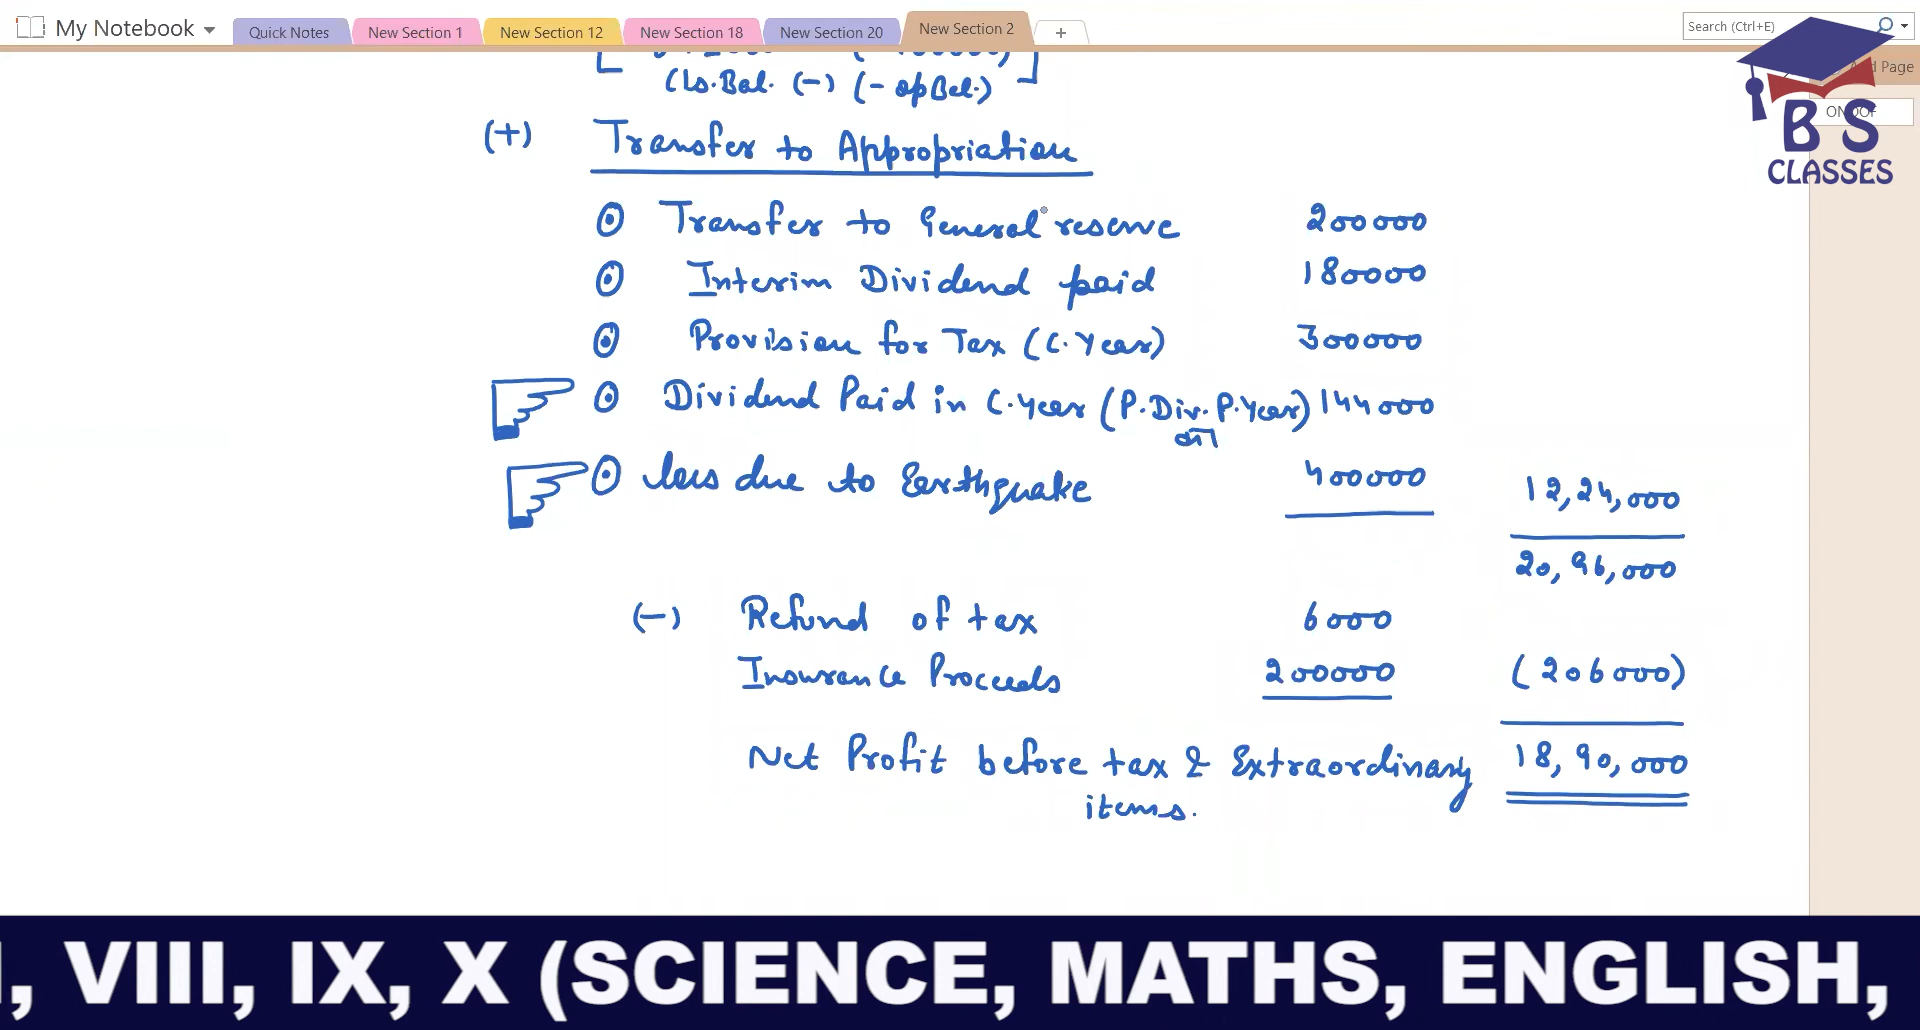 My Notebook Quick Notes New Section 1 New Section 12 New Section 18 New Section 20 New Section 2 +
Search (Ctrl+E)
Page
B S
CLASSES
Cls.Bal. (-) (- opBal.)
(+) Transfer to Appropriation
Transfer to General reserve 200000
Interim Dividend paid 180000
Provision for Tax (C.Year) 300000
Dividend Paid in C.year (P.Div.P.Year) 144000
का
loss due to Earthquake 400000 12,24,000
20,96,000
(-) Refund of tax 6000
Insurance Proceeds 200000 (206000)
Net Profit before tax & Extraordinary 18,90,000
items.
, VIII, IX, X (SCIENCE, MATHS, ENGLISH,